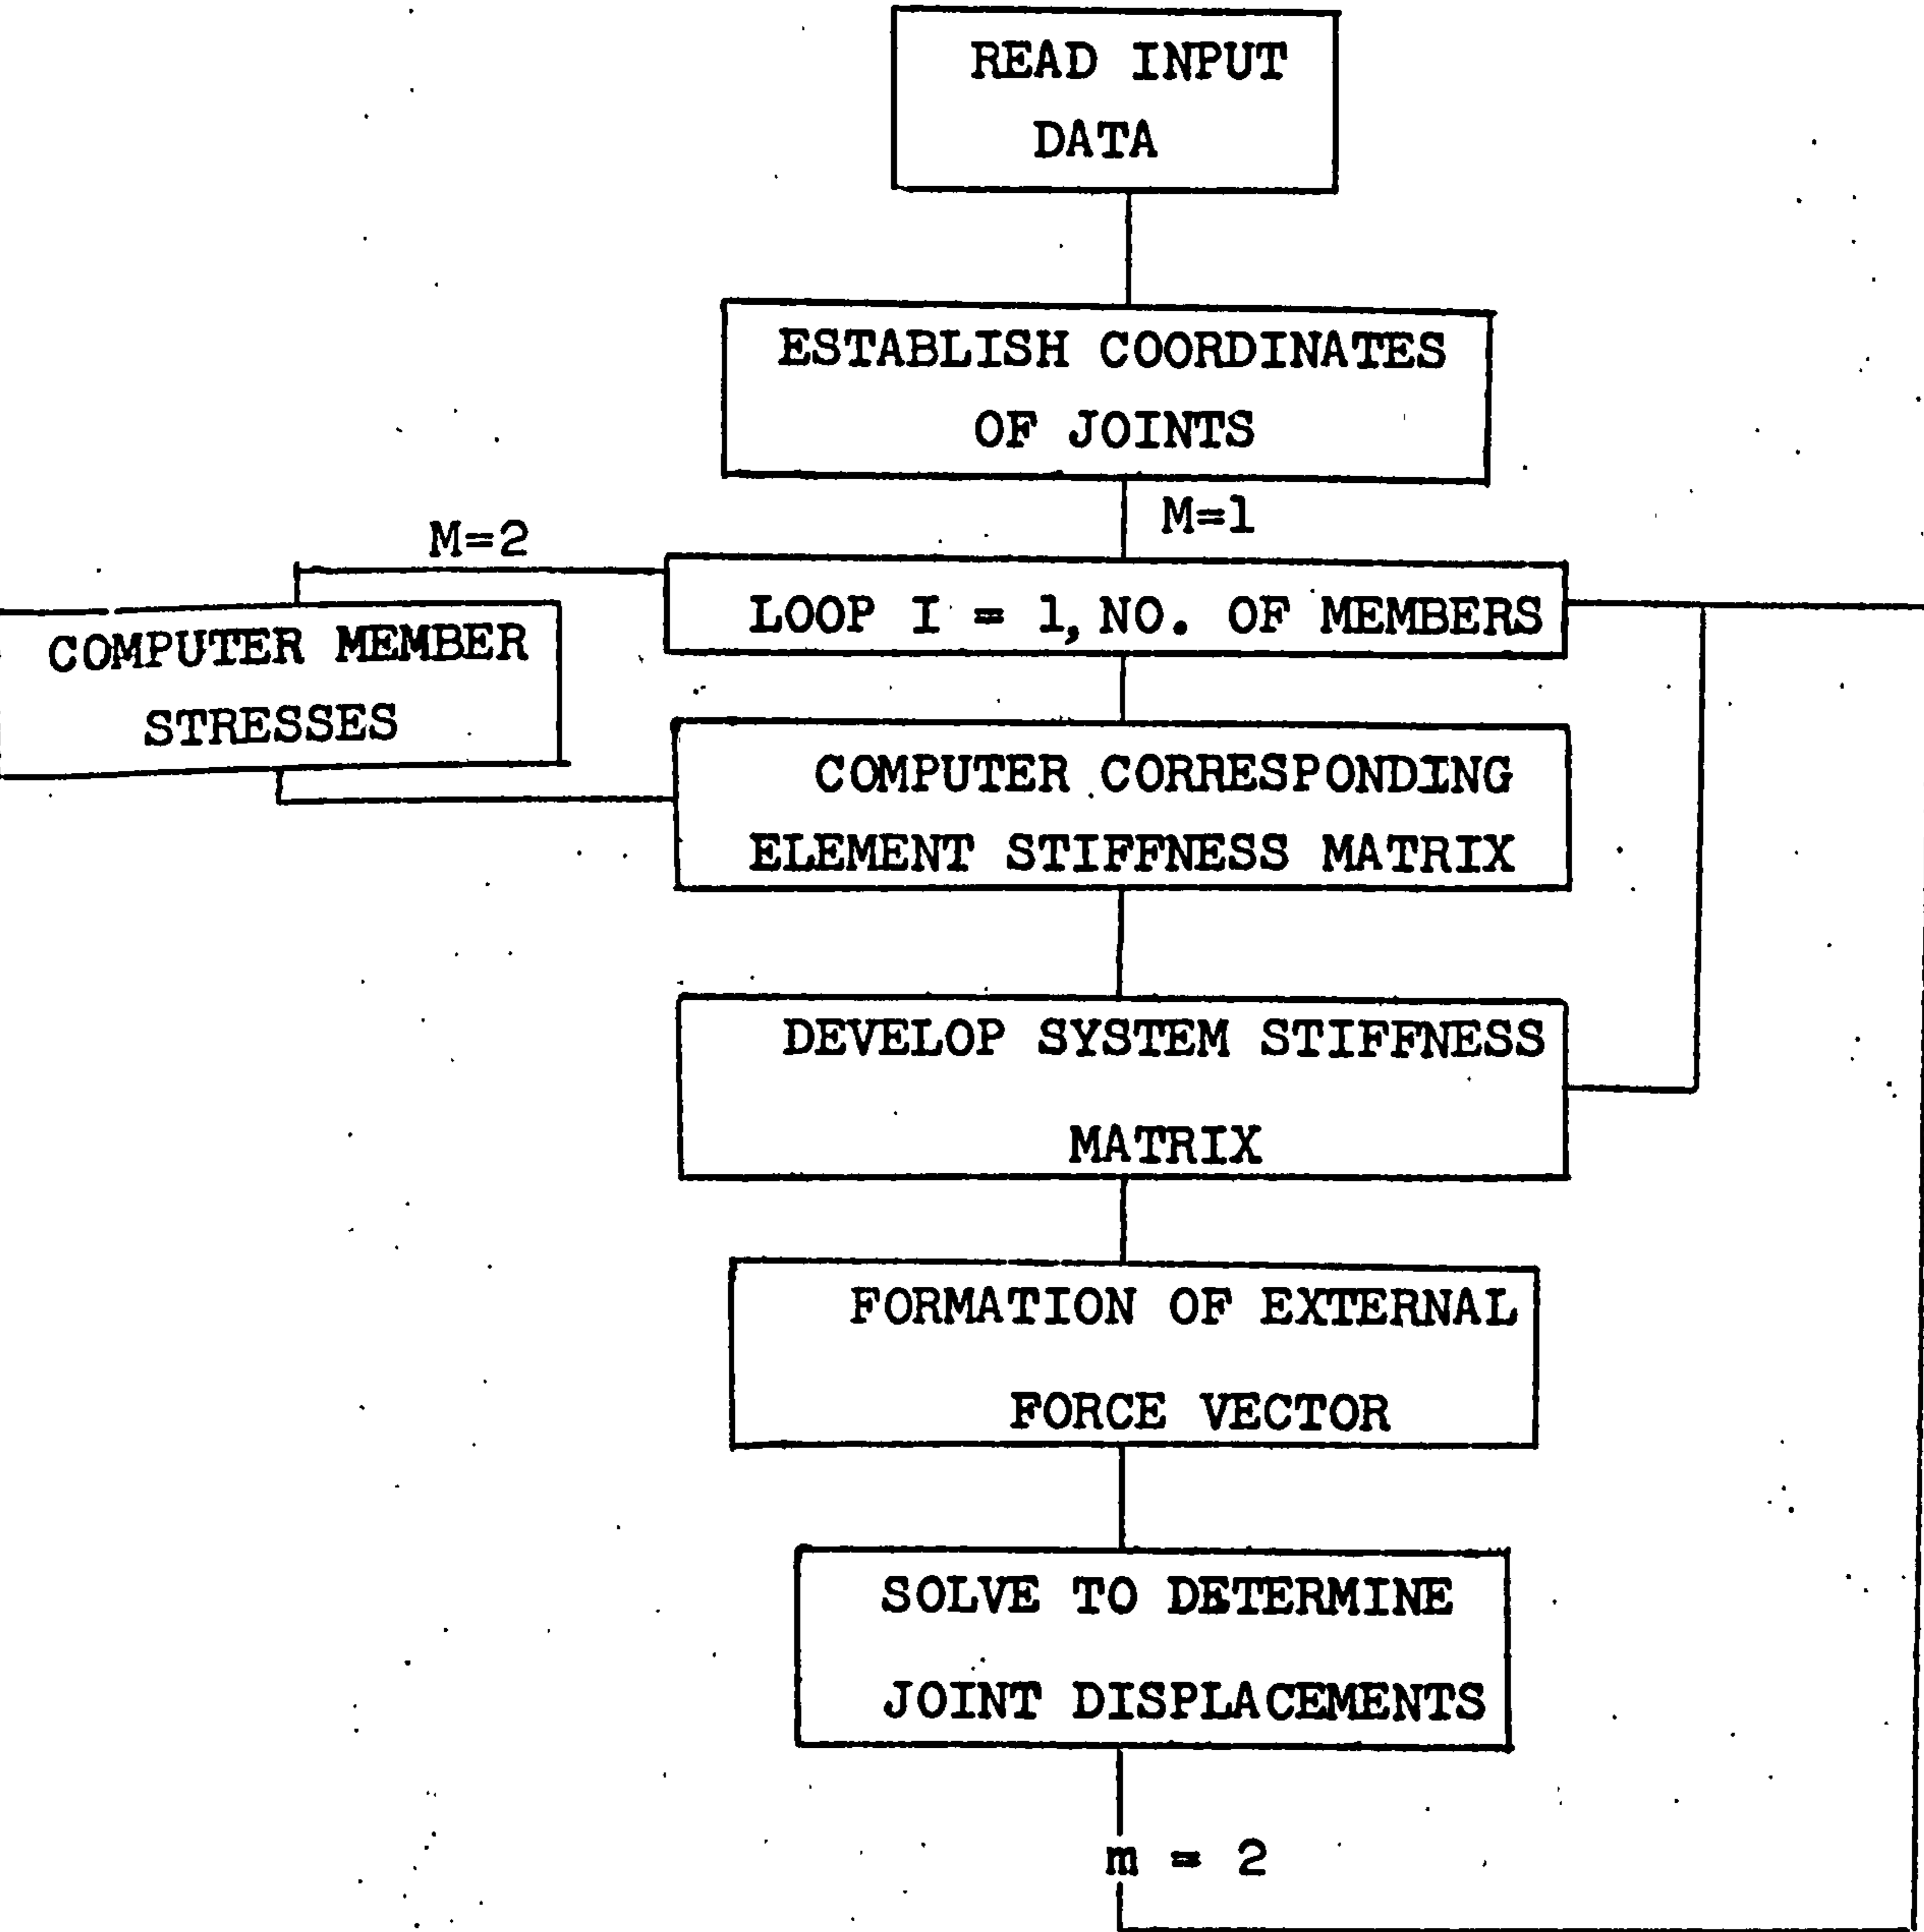 READ INPUT
DATA
ESTABLISH COORDINATES
OF JOINTS
M=1
M=2
LOOP I = 1, NO. OF MEMBERS
COMPUTER MEMBER
STRESSES
COMPUTER CORRESPONDING
ELEMENT STIFFNESS MATRIX
DEVELOP SYSTEM STIFFNESS
MATRIX
FORMATION OF EXTERNAL
FORCE VECTOR
SOLVE TO DETERMINE
JOINT DISPLACEMENTS
m = 2